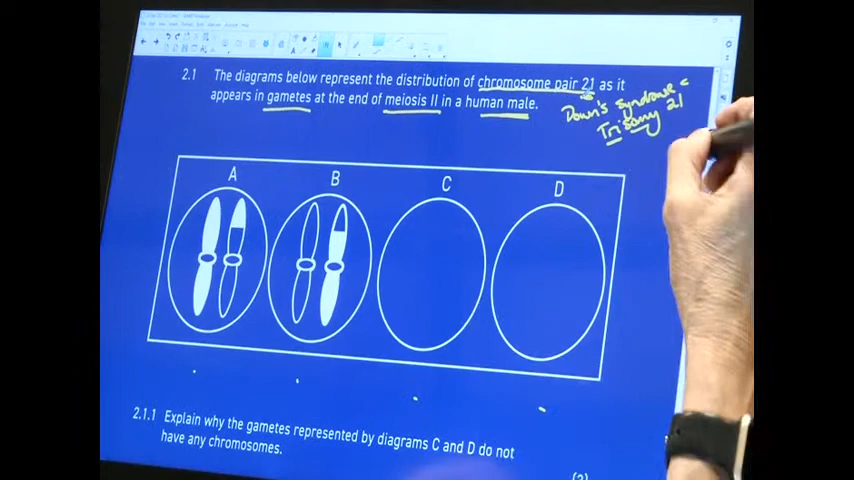 2.1 The diagrams below represent the distribution of chromosome pair 21 as it
appears in gametes at the end of meiosis II in a human male.
Down's syndrome
Trisomy 21
A B C D
2.1.1 Explain why the gametes represented by diagrams C and D do not
have any chromosomes.